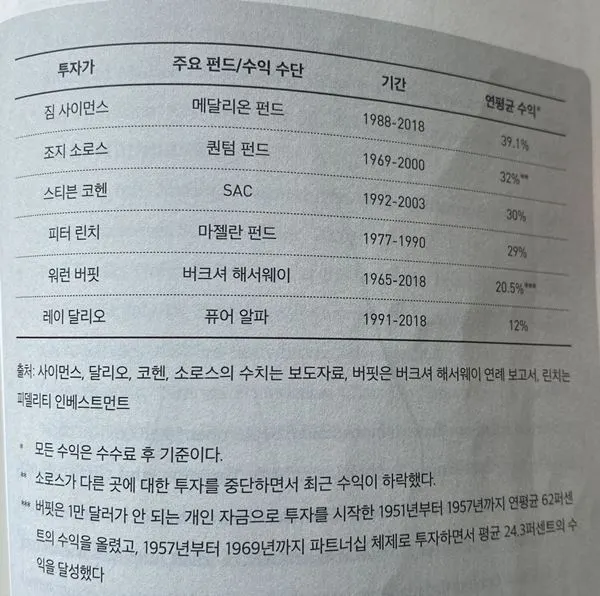 투자가 주요 펀드/수익 수단 기간 연평균 수익*
짐 사이먼스 메달리온 펀드 1988-2018 39.1%
조지 소로스 퀀텀 펀드 1969-2000 32%**
스티븐 코헨 SAC 1992-2003 30%
피터 린치 마젤란 펀드 1977-1990 29%
워런 버핏 버크셔 해서웨이 1965-2018 20.5%***
레이 달리오 퓨어 알파 1991-2018 12%
출처: 사이먼스, 달리오, 코헨, 소로스의 수치는 보도자료, 버핏은 버크셔 해서웨이 연례 보고서, 린치는
피델리티 인베스트먼트
* 모든 수익은 수수료 후 기준이다.
** 소로스가 다른 곳에 대한 투자를 중단하면서 최근 수익이 하락했다.
*** 버핏은 1만 달러가 안 되는 개인 자금으로 투자를 시작한 1951년부터 1957년까지 연평균 62퍼센
트의 수익을 올렸고, 1957년부터 1969년까지 파트너십 체제로 투자하면서 평균 24.3퍼센트의 수
익을 달성했다